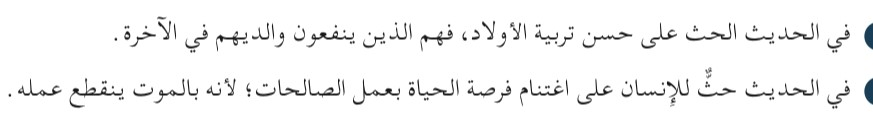 في الحديث الحث على حسن تربية الأولاد، فهم الذين ينفعون والديهم في الآخرة.
في الحديث حثٌّ للإنسان على اغتنام فرصة الحياة بعمل الصالحات؛ لأنه بالموت ينقطع عمله.